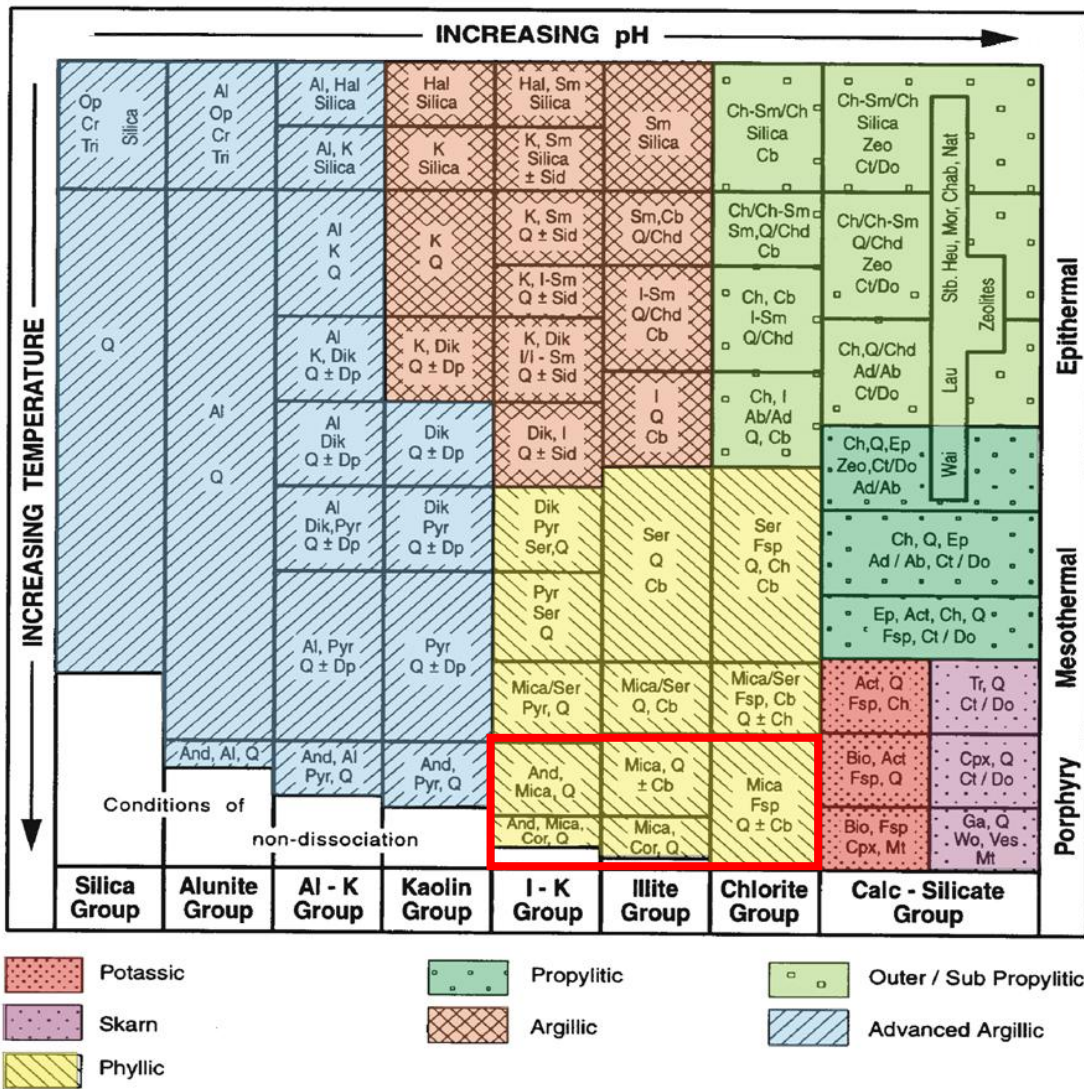 INCREASING pH
INCREASING TEMPERATURE
Op
Cr
Tri
Silica
Q
Al
Op
Cr
Tri
Al
Q
And, Al, Q
Al, Hal
Silica
Al, K
Silica
Al
K
Q
Al
K, Dik
Q ± Dp
Al
Dik
Q ± Dp
Al
Dik,Pyr
Q ± Dp
Al, Pyr
Q ± Dp
And, Al
Pyr, Q
Hal
Silica
K
Silica
K
Q
K, Dik
Q ± Dp
Dik
Q ± Dp
Dik
Pyr
Q ± Dp
Pyr
Q ± Dp
And,
Pyr, Q
Hal, Sm
Silica
K, Sm
Silica
± Sid
K, Sm
Q ± Sid
K, I-Sm
Q ± Sid
K, Dik
I/I - Sm
Q ± Sid
Dik, I
Q ± Sid
Dik
Pyr
Ser,Q
Pyr
Ser
Q
Mica/Ser
Pyr, Q
And,
Mica, Q
And, Mica,
Cor, Q
Sm
Silica
Sm,Cb
Q/Chd
I-Sm
Q/Chd
Cb
I
Q
Cb
Ser
Q
Cb
Mica/Ser
Q, Cb
Mica, Q
± Cb
Mica,
Cor, Q
Ch-Sm/Ch
Silica
Cb
Ch/Ch-Sm
Sm,Q/Chd
Cb
Ch, Cb
I-Sm
Q/Chd
Ch, I
Ab/Ad
Q, Cb
Ser
Fsp
Q, Ch
Cb
Mica/Ser
Fsp, Cb
Q ± Ch
Mica
Fsp
Q ± Cb
Ch-Sm/Ch
Silica
Zeo
Ct/Do
Ch/Ch-Sm
Q/Chd
Zeo
Ct/Do
Ch,Q/Chd
Ad/Ab
Ct/Do
Ch,Q,Ep
Zeo,Ct/Do
Ad/Ab
Ch, Q, Ep
Ad / Ab, Ct / Do
Ep, Act, Ch, Q
Fsp, Ct / Do
Act, Q
Fsp, Ch
Bio, Act
Fsp, Q
Bio, Fsp
Cpx, Mt
Tr, Q
Ct / Do
Cpx, Q
Ct / Do
Ga, Q
Wo, Ves
Mt
Stb. Heu, Mor, Chab, Nat
Lau
Wai
Zeolites
Epithermal
Mesothermal
Porphyry
Conditions of
non-dissociation
Silica
Group
Alunite
Group
Al - K
Group
Kaolin
Group
I - K
Group
Illite
Group
Chlorite
Group
Calc - Silicate
Group
Potassic
Propylitic
Outer / Sub Propylitic
Skarn
Argillic
Advanced Argillic
Phyllic